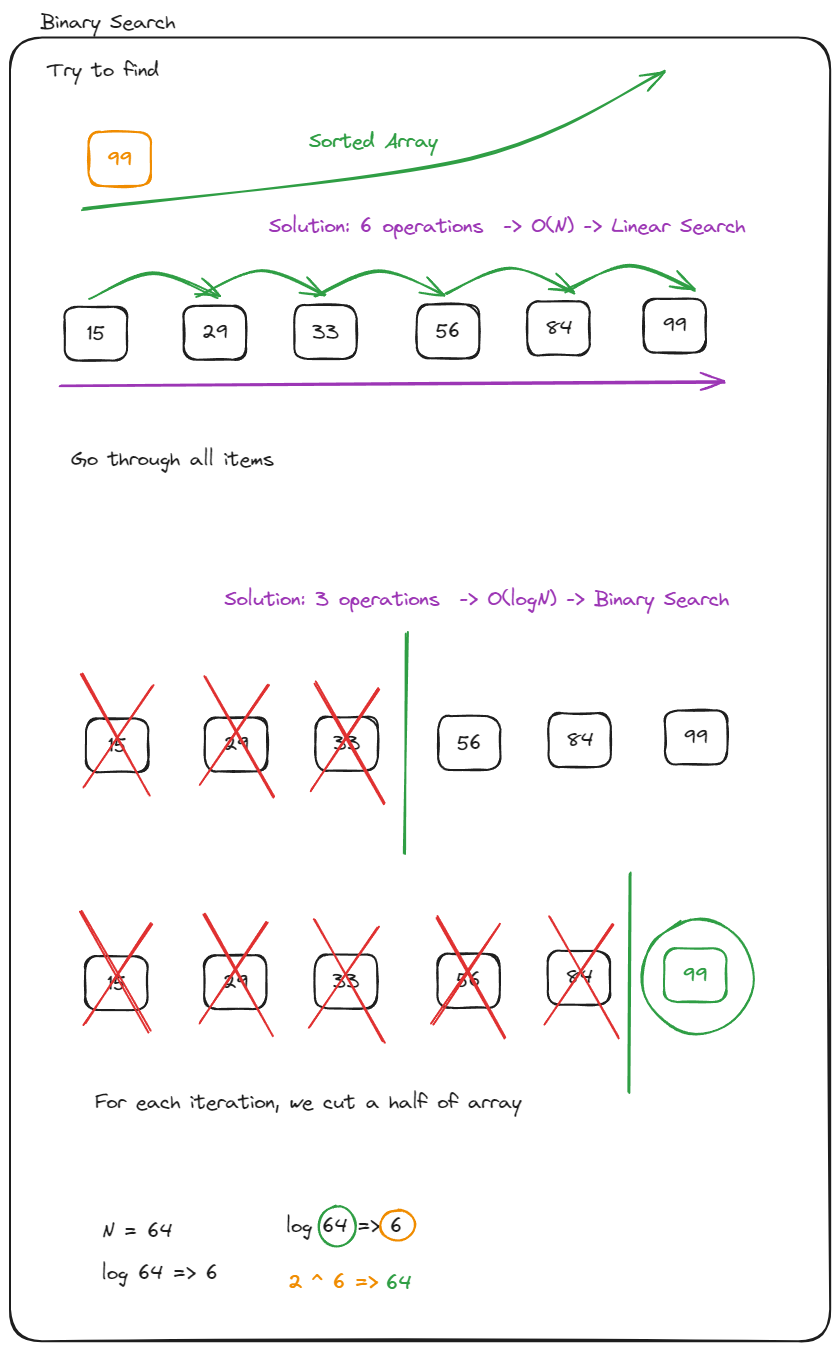 Binary Search
Try to find
99
Sorted Array
Solution: 6 operations -> O(N) -> Linear Search
15 29 33 56 84 99
Go through all items
Solution: 3 operations -> O(logN) -> Binary Search
15 29 33 56 84 99
15 29 33 56 84 99
For each iteration, we cut a half of array
N = 64
log 64 => 6
log 64 => 6
2 ^ 6 => 64